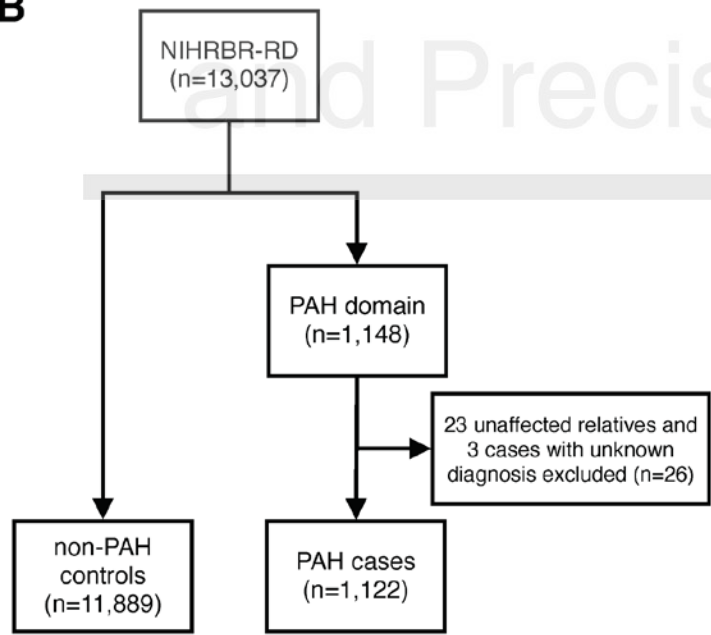 B
NIHRBR-RD
(n=13,037)
and Precis
PAH domain
(n=1,148)
23 unaffected relatives and
3 cases with unknown
diagnosis excluded (n=26)
non-PAH
controls
(n=11,889)
PAH cases
(n=1,122)